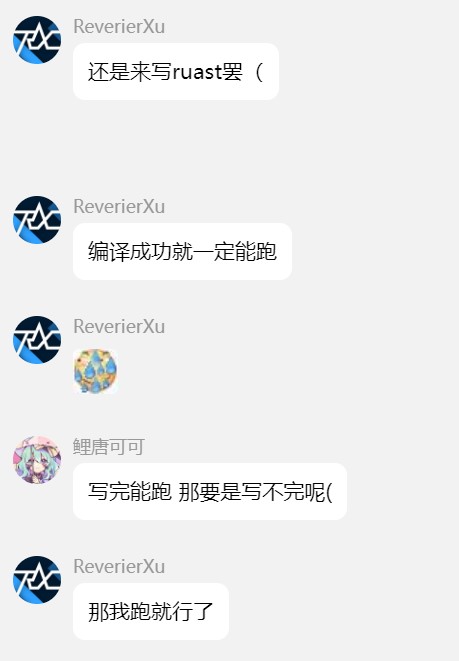 ReverierXu
还是来写ruast罢（
ReverierXu
编译成功就一定能跑
ReverierXu
鲤唐可可
写完能跑 那要是写不完呢(
ReverierXu
那我跑就行了